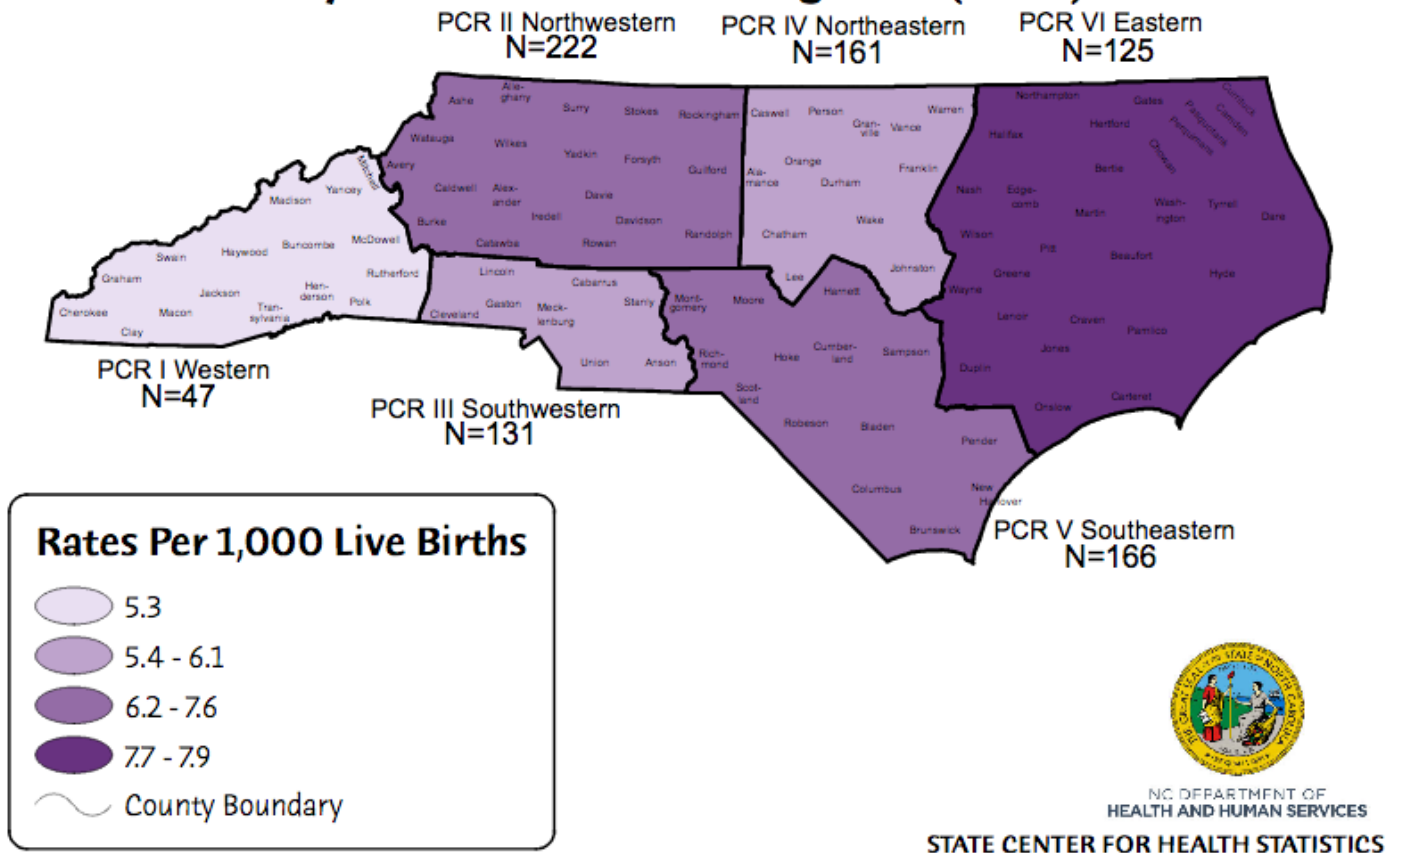 PCR II Northwestern
N=222
PCR IV Northeastern
N=161
PCR VI Eastern
N=125
Ashe
Alle-
ghany
Surry
Stokes
Rockingham
Watauga
Wilkes
Yadkin
Forsyth
Guilford
Avery
Caldwell
Alex-
ander
Davie
Iredell
Davidson
Burke
Catawba
Rowan
Randolph
Caswell
Person
Gran-
ville
Vance
Warren
Ala-
mance
Orange
Durham
Franklin
Wake
Chatham
Johnston
Lee
Northampton
Gates
Currituck
Camden
Pasquotank
Perquimans
Chowan
Halifax
Hertford
Bertie
Nash
Edge-
comb
Martin
Wash-
ington
Tyrrell
Dare
Wilson
Pitt
Beaufort
Greene
Hyde
Wayne
Lenoir
Craven
Pamlico
Jones
Duplin
Onslow
Carteret
Mitchell
Yancey
Madison
McDowell
Buncombe
Haywood
Swain
Rutherford
Graham
Hen-
derson
Jackson
Polk
Tran-
sylvania
Macon
Cherokee
Clay
Lincoln
Cabarrus
Gaston
Stanly
Cleveland
Meck-
lenburg
Union
Anson
Mont-
gomery
Moore
Harnett
Rich-
mond
Hoke
Cumber-
land
Sampson
Scot-
land
Robeson
Bladen
Pender
Columbus
New
Hanover
Brunswick
PCR I Western
N=47
PCR III Southwestern
N=131
PCR V Southeastern
N=166
Rates Per 1,000 Live Births
5.3
5.4 - 6.1
6.2 - 7.6
7.7 - 7.9
County Boundary
NC DEPARTMENT OF
HEALTH AND HUMAN SERVICES
STATE CENTER FOR HEALTH STATISTICS